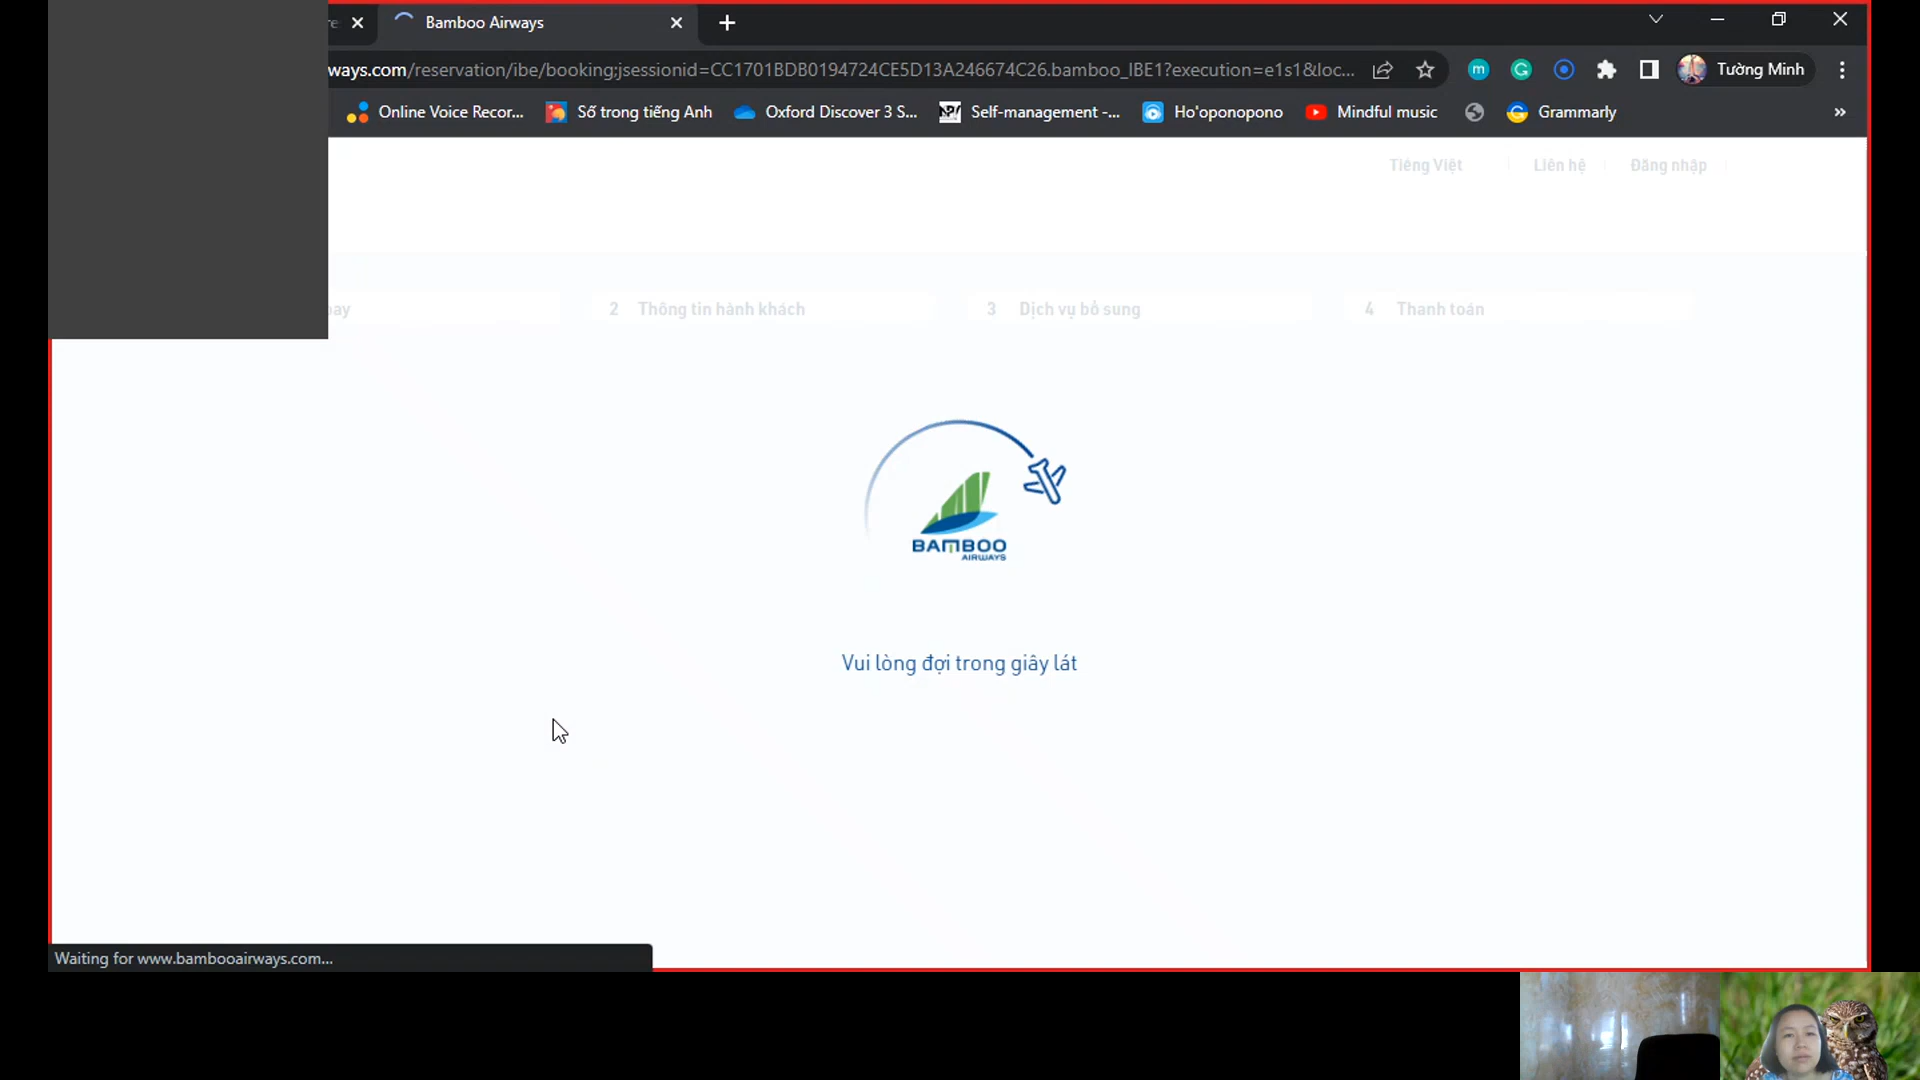 Bamboo Airways
ways.com/reservation/ibe/booking;jsessionid=CC1701BDB0194724CE5D13A246674C26.bamboo_IBE1?execution=e1s1&loc...
Tường Minh
Online Voice Recor...
Số trong tiếng Anh
Oxford Discover 3 S...
Self-management -...
Ho'oponopono
Mindful music
Grammarly
Tiếng Việt
Liên hệ
Đăng nhập
bay
2 Thông tin hành khách
3 Dịch vụ bổ sung
4 Thanh toán
BAMBOO
AIRWAYS
Vui lòng đợi trong giây lát
Waiting for www.bambooairways.com...